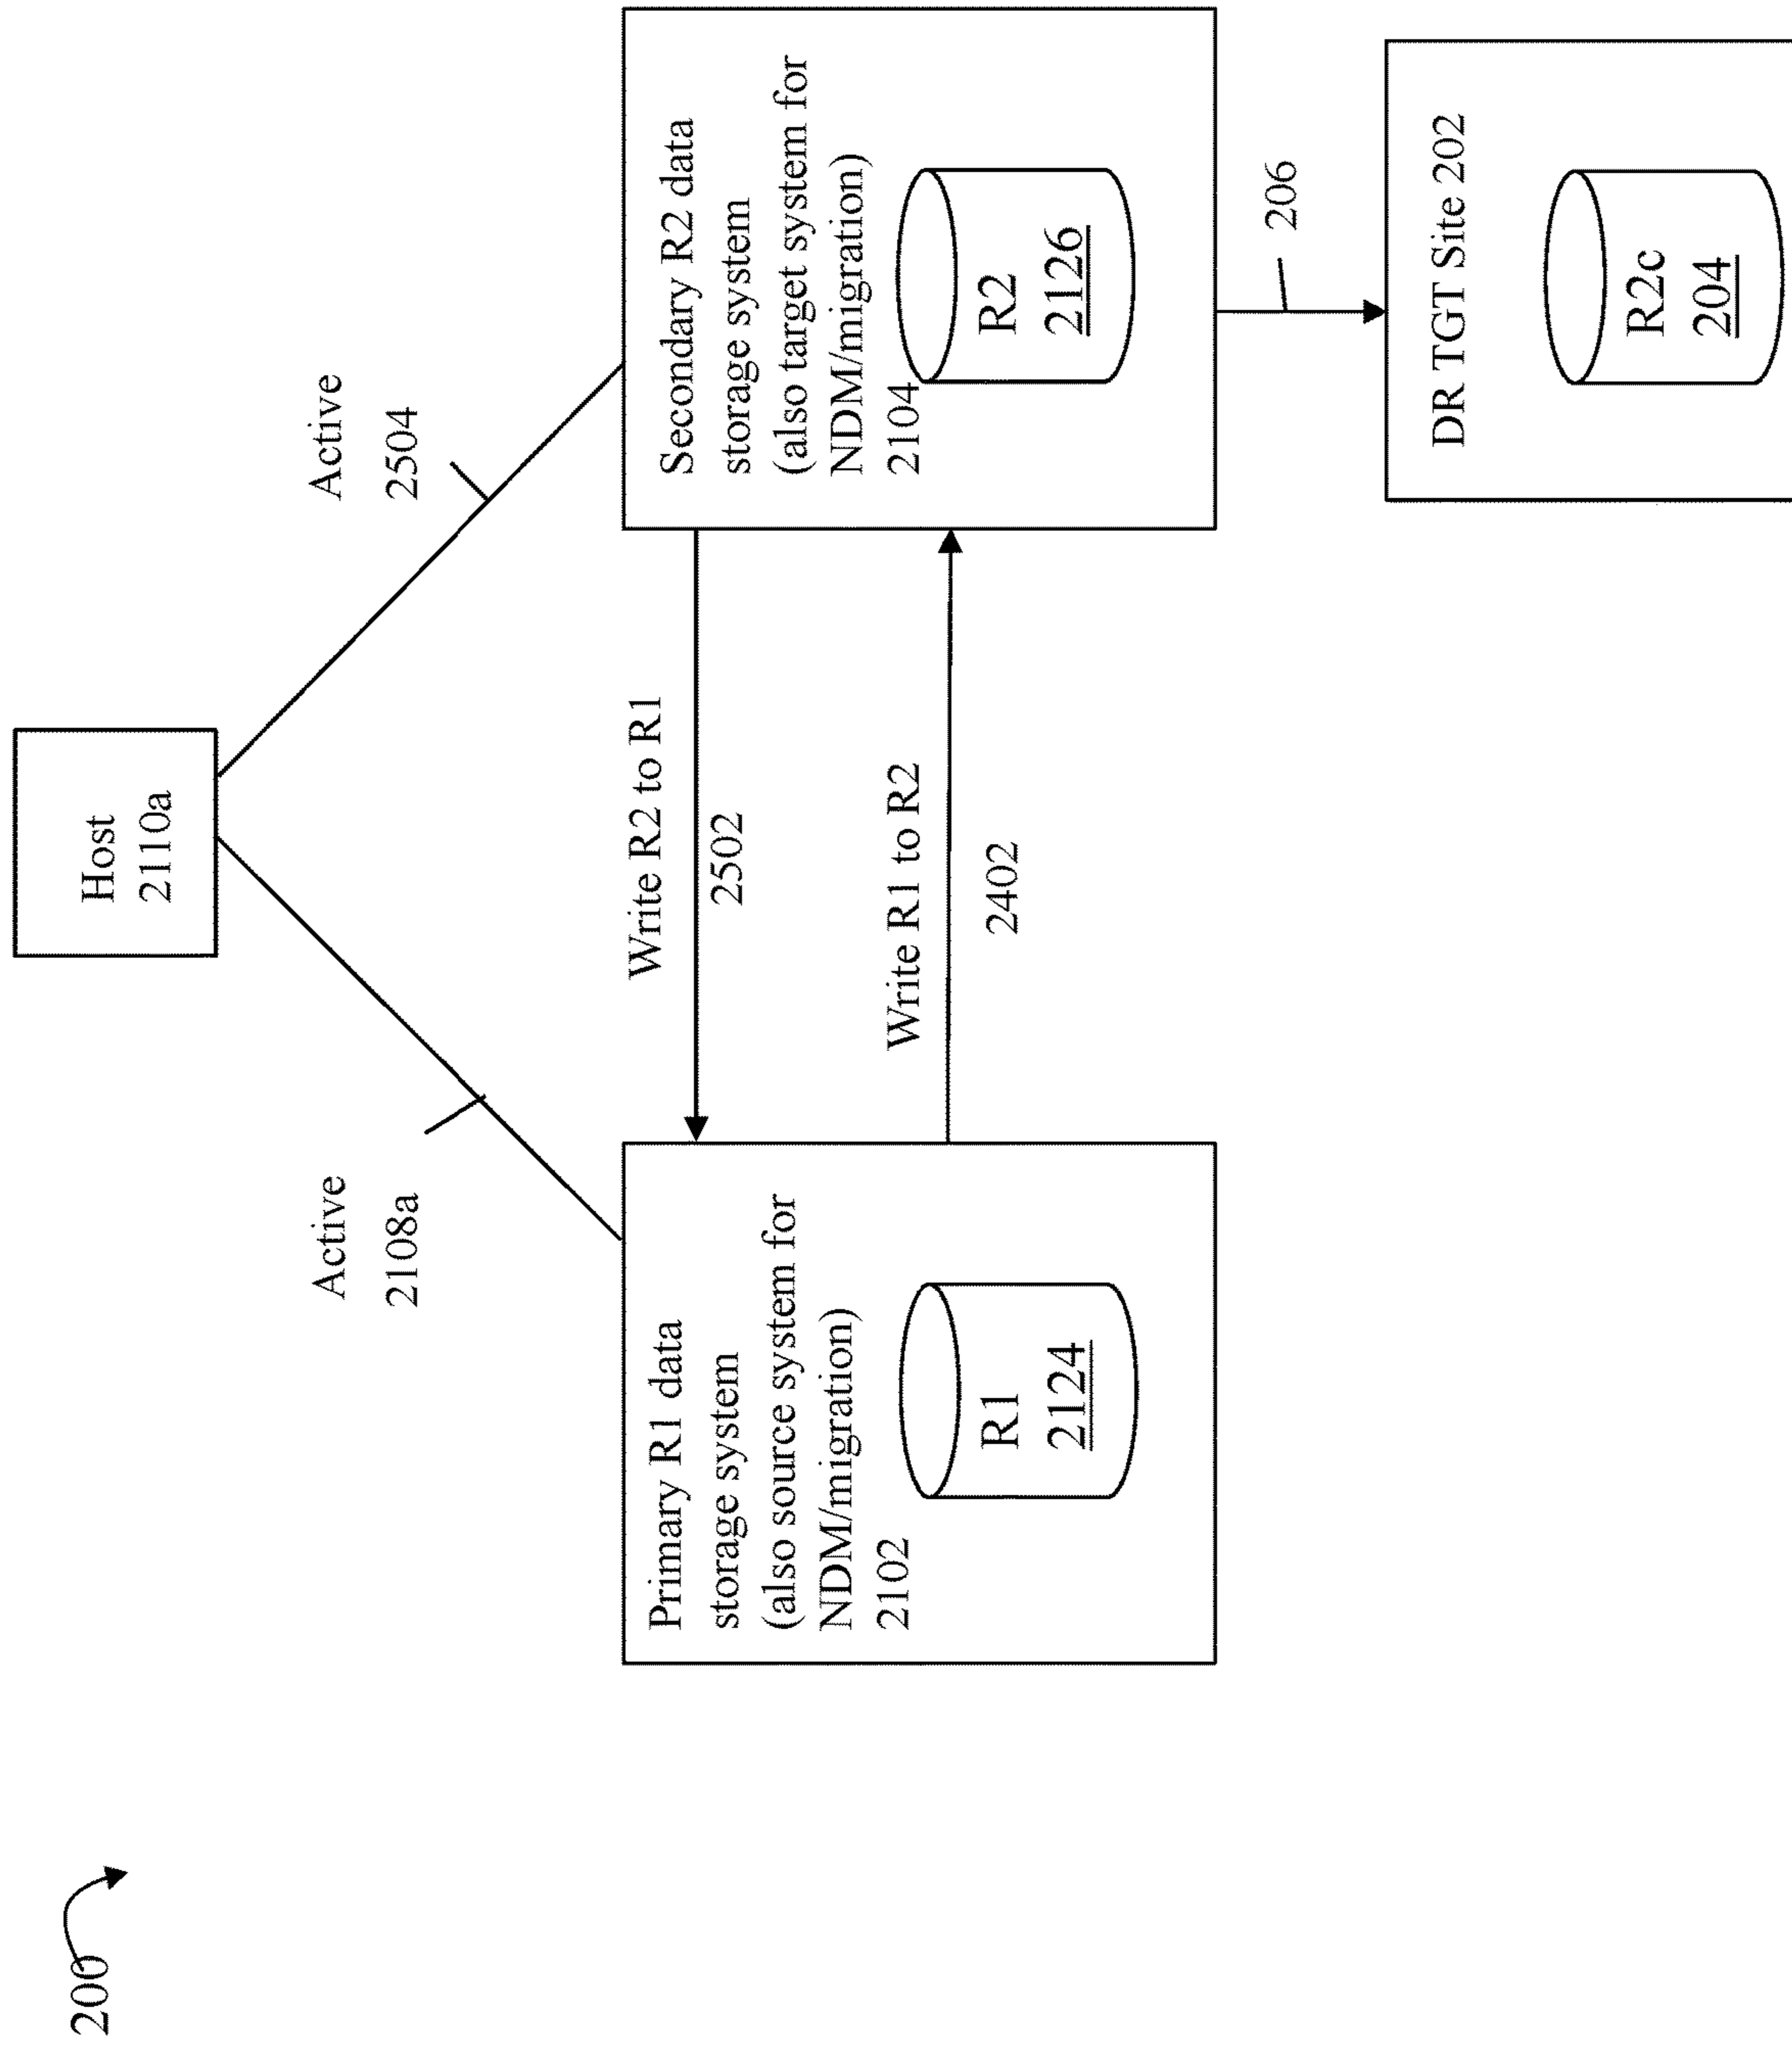 200
Host
2110a
Active
2108a
Active
2504
Primary R1 data
storage system
(also source system for
NDM/migration)
2102
R1
2124
Write R2 to R1
2502
Write R1 to R2
2402
Secondary R2 data
storage system
(also target system for
NDM/migration)
2104
R2
2126
206
DR TGT Site 202
R2c
204